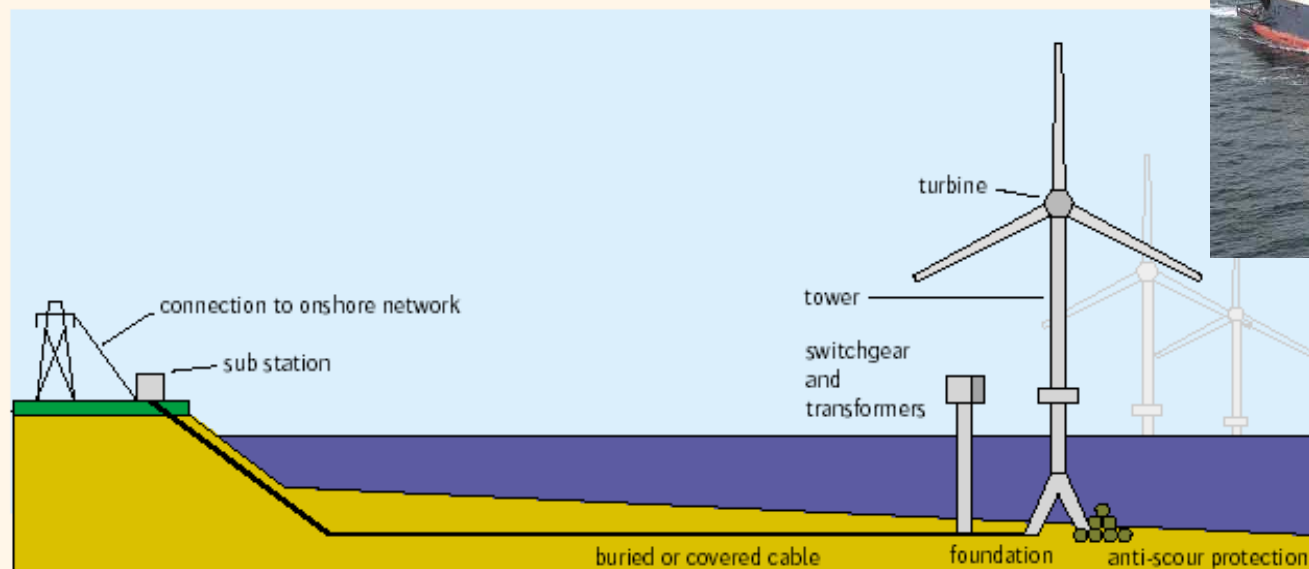 turbine
connection to onshore network
tower
sub station
switchgear
and
transformers
buried or covered cable
foundation
anti-scour protection